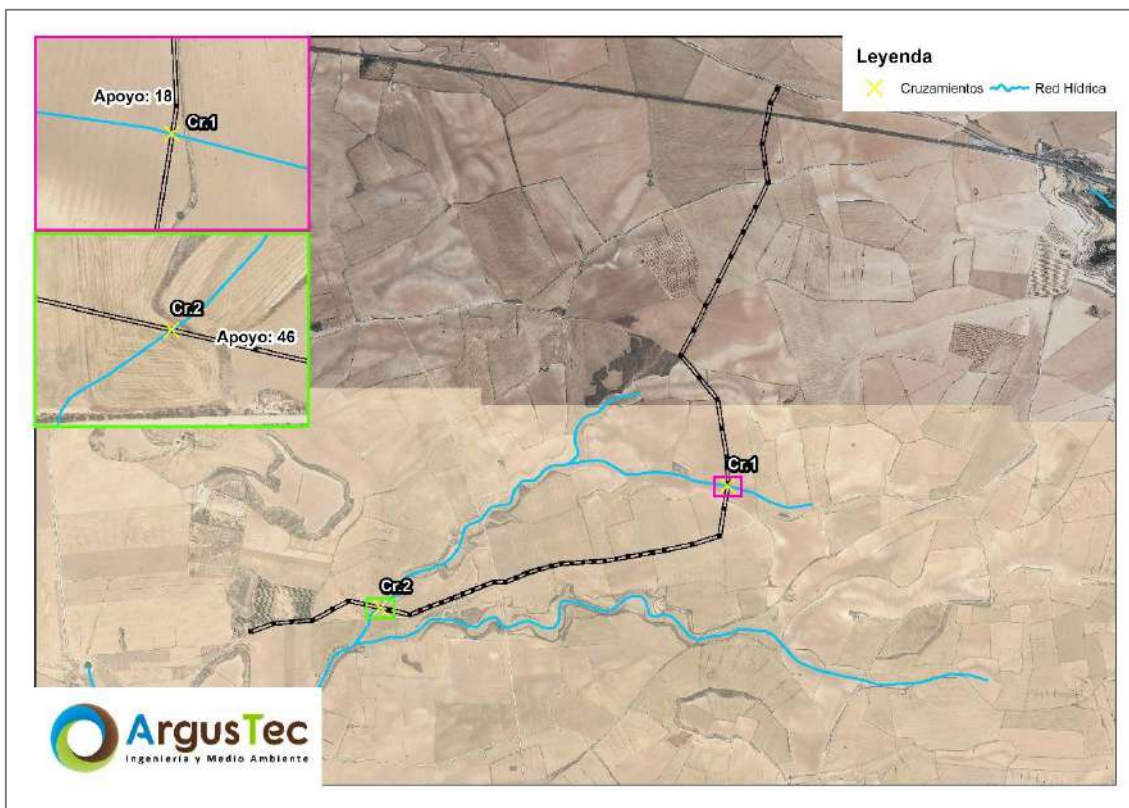 Apoyo: 18
Cr.1
Cr.2
Apoyo: 46
Leyenda
Cruzamientos
Red Hídrica
Cr.1
Cr.2
ArgusTec
Ingeniería y Medio Ambiente